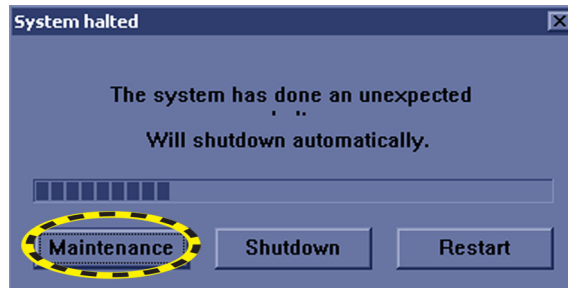 System halted
The system has done an unexpected
Will shutdown automatically.
Maintenance Shutdown Restart